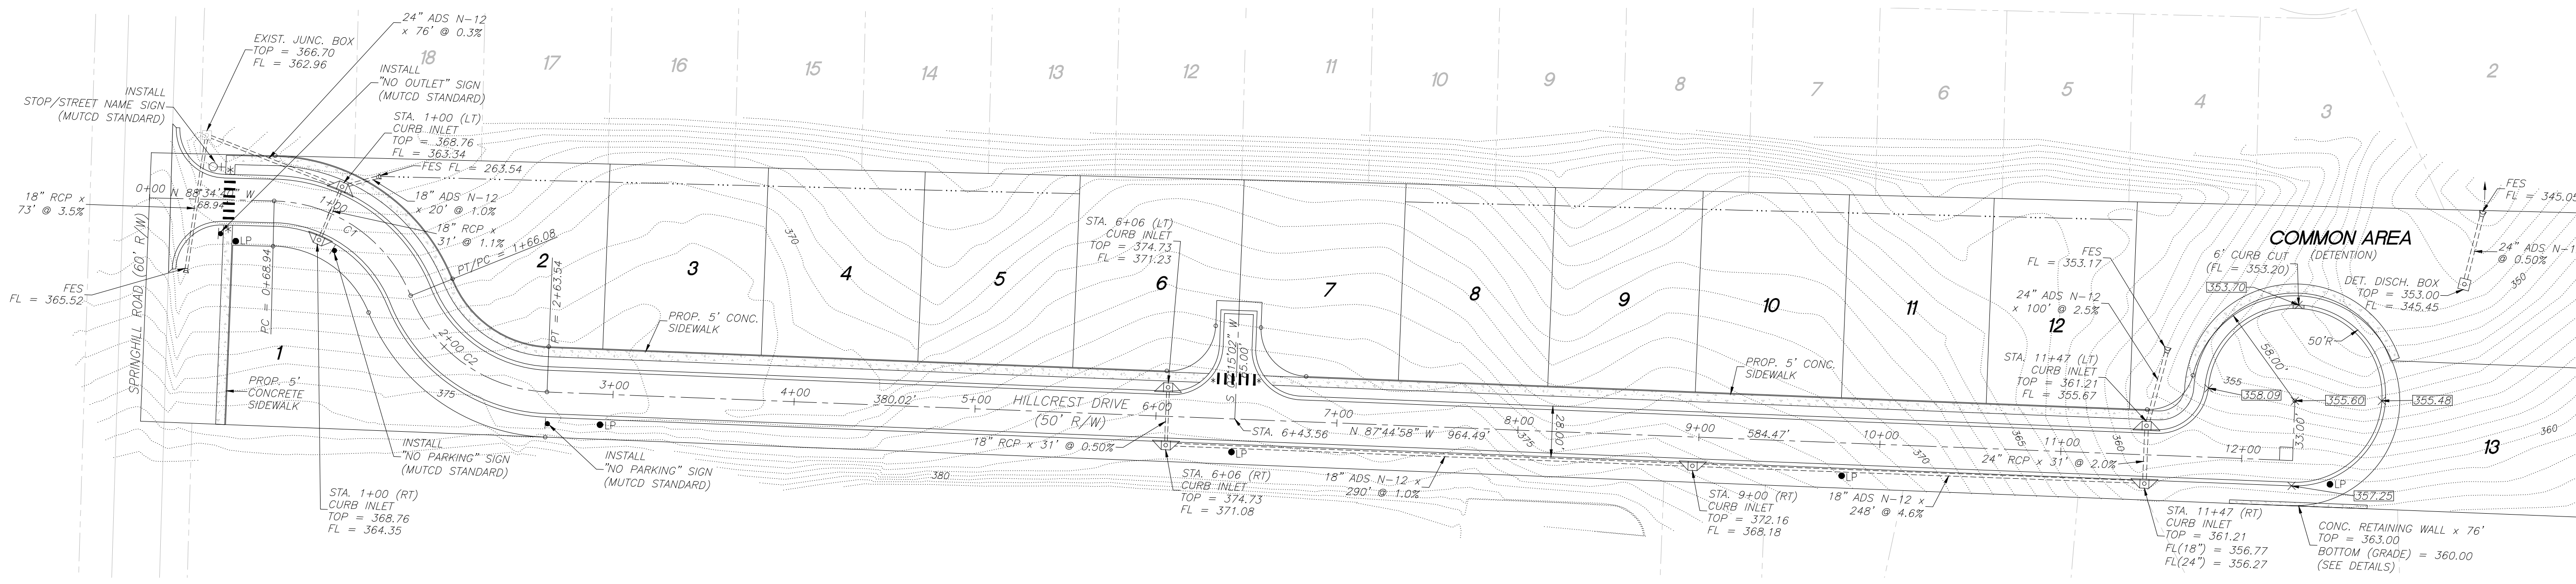 24" ADS N-12
x 76' @ 0.3%
EXIST. JUNC. BOX
TOP = 366.70
FL = 362.96
INSTALL
"NO OUTLET" SIGN
(MUTCD STANDARD)
INSTALL
STOP/STREET NAME SIGN
(MUTCD STANDARD)
STA. 1+00 (LT)
CURB INLET
TOP = 368.76
FL = 363.34
FES FL = 263.54
18" ADS N-12
x 20' @ 1.0%
18" RCP x
31' @ 1.1%
18" RCP x
73' @ 3.5%
0+00
68.94'
1+00
C1
PT/PC = 1+66.08
LP
PC = 0+68.94
FES
FL = 365.52
SPRINGHILL ROAD (60' R/W)
PROP. 5'
CONCRETE
SIDEWALK
2+00
C2
375
PT = 2+63.54
INSTALL
"NO PARKING" SIGN
(MUTCD STANDARD)
STA. 1+00 (RT)
CURB INLET
TOP = 368.76
FL = 364.35
INSTALL
"NO PARKING" SIGN
(MUTCD STANDARD)
LP
18
17
16
15
14
13
12
11
10
9
8
7
6
5
4
3
2
1
2
3
4
5
6
7
8
9
10
11
12
13
370
PROP. 5' CONC.
SIDEWALK
3+00
4+00
380.02'
5+00
HILLCREST DRIVE
(50' R/W)
6+00
STA. 6+06 (LT)
CURB INLET
TOP = 374.73
FL = 371.23
65.00'
18" RCP x 31' @ 0.50%
380
STA. 6+06 (RT)
CURB INLET
TOP = 374.73
FL = 371.08
LP
STA. 6+43.56
7+00
N 87°44'58" W 964.49'
18" ADS N-12 x
290' @ 1.0%
8+00
375
28.00'
9+00
584.47'
STA. 9+00 (RT)
CURB INLET
TOP = 372.16
FL = 368.18
PROP. 5' CONC.
SIDEWALK
10+00
370
LP
18" ADS N-12 x
248' @ 4.6%
365
11+00
360
24" RCP x 31' @ 2.0%
FES
FL = 353.17
24" ADS N-12
x 100' @ 2.5%
STA. 11+47 (LT)
CURB INLET
TOP = 361.21
FL = 355.67
STA. 11+47 (RT)
CURB INLET
TOP = 361.21
FL(18") = 356.77
FL(24") = 356.27
COMMON AREA
(DETENTION)
6' CURB CUT
(FL = 353.20)
353.70
DET. DISCH. BOX
TOP = 353.00
FL = 345.45
FES
FL = 345.05
24" ADS N-1
@ 0.50%
350
50'R
58.00'
355
358.09
355.60
355.48
33.00'
12+00
360
LP
357.25
CONC. RETAINING WALL x 76'
TOP = 363.00
BOTTOM (GRADE) = 360.00
(SEE DETAILS)